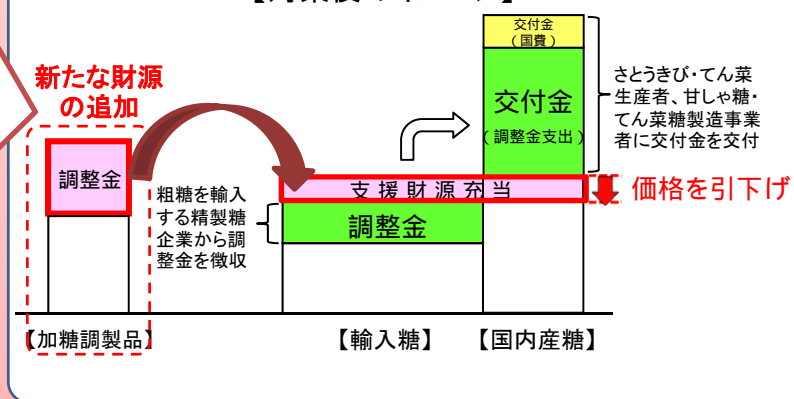 新たな財源
の追加
調整金
粗糖を輸入
する精製糖
企業から調
整金を徴収
支援財源充当
調整金
交付金
（国費）
交付金
（調整金支出）
さとうきび・てん菜
生産者、甘しゃ糖・
てん菜糖製造事業
者に交付金を交付
価格を引下げ
【加糖調製品】
【輸入糖】
【国内産糖】